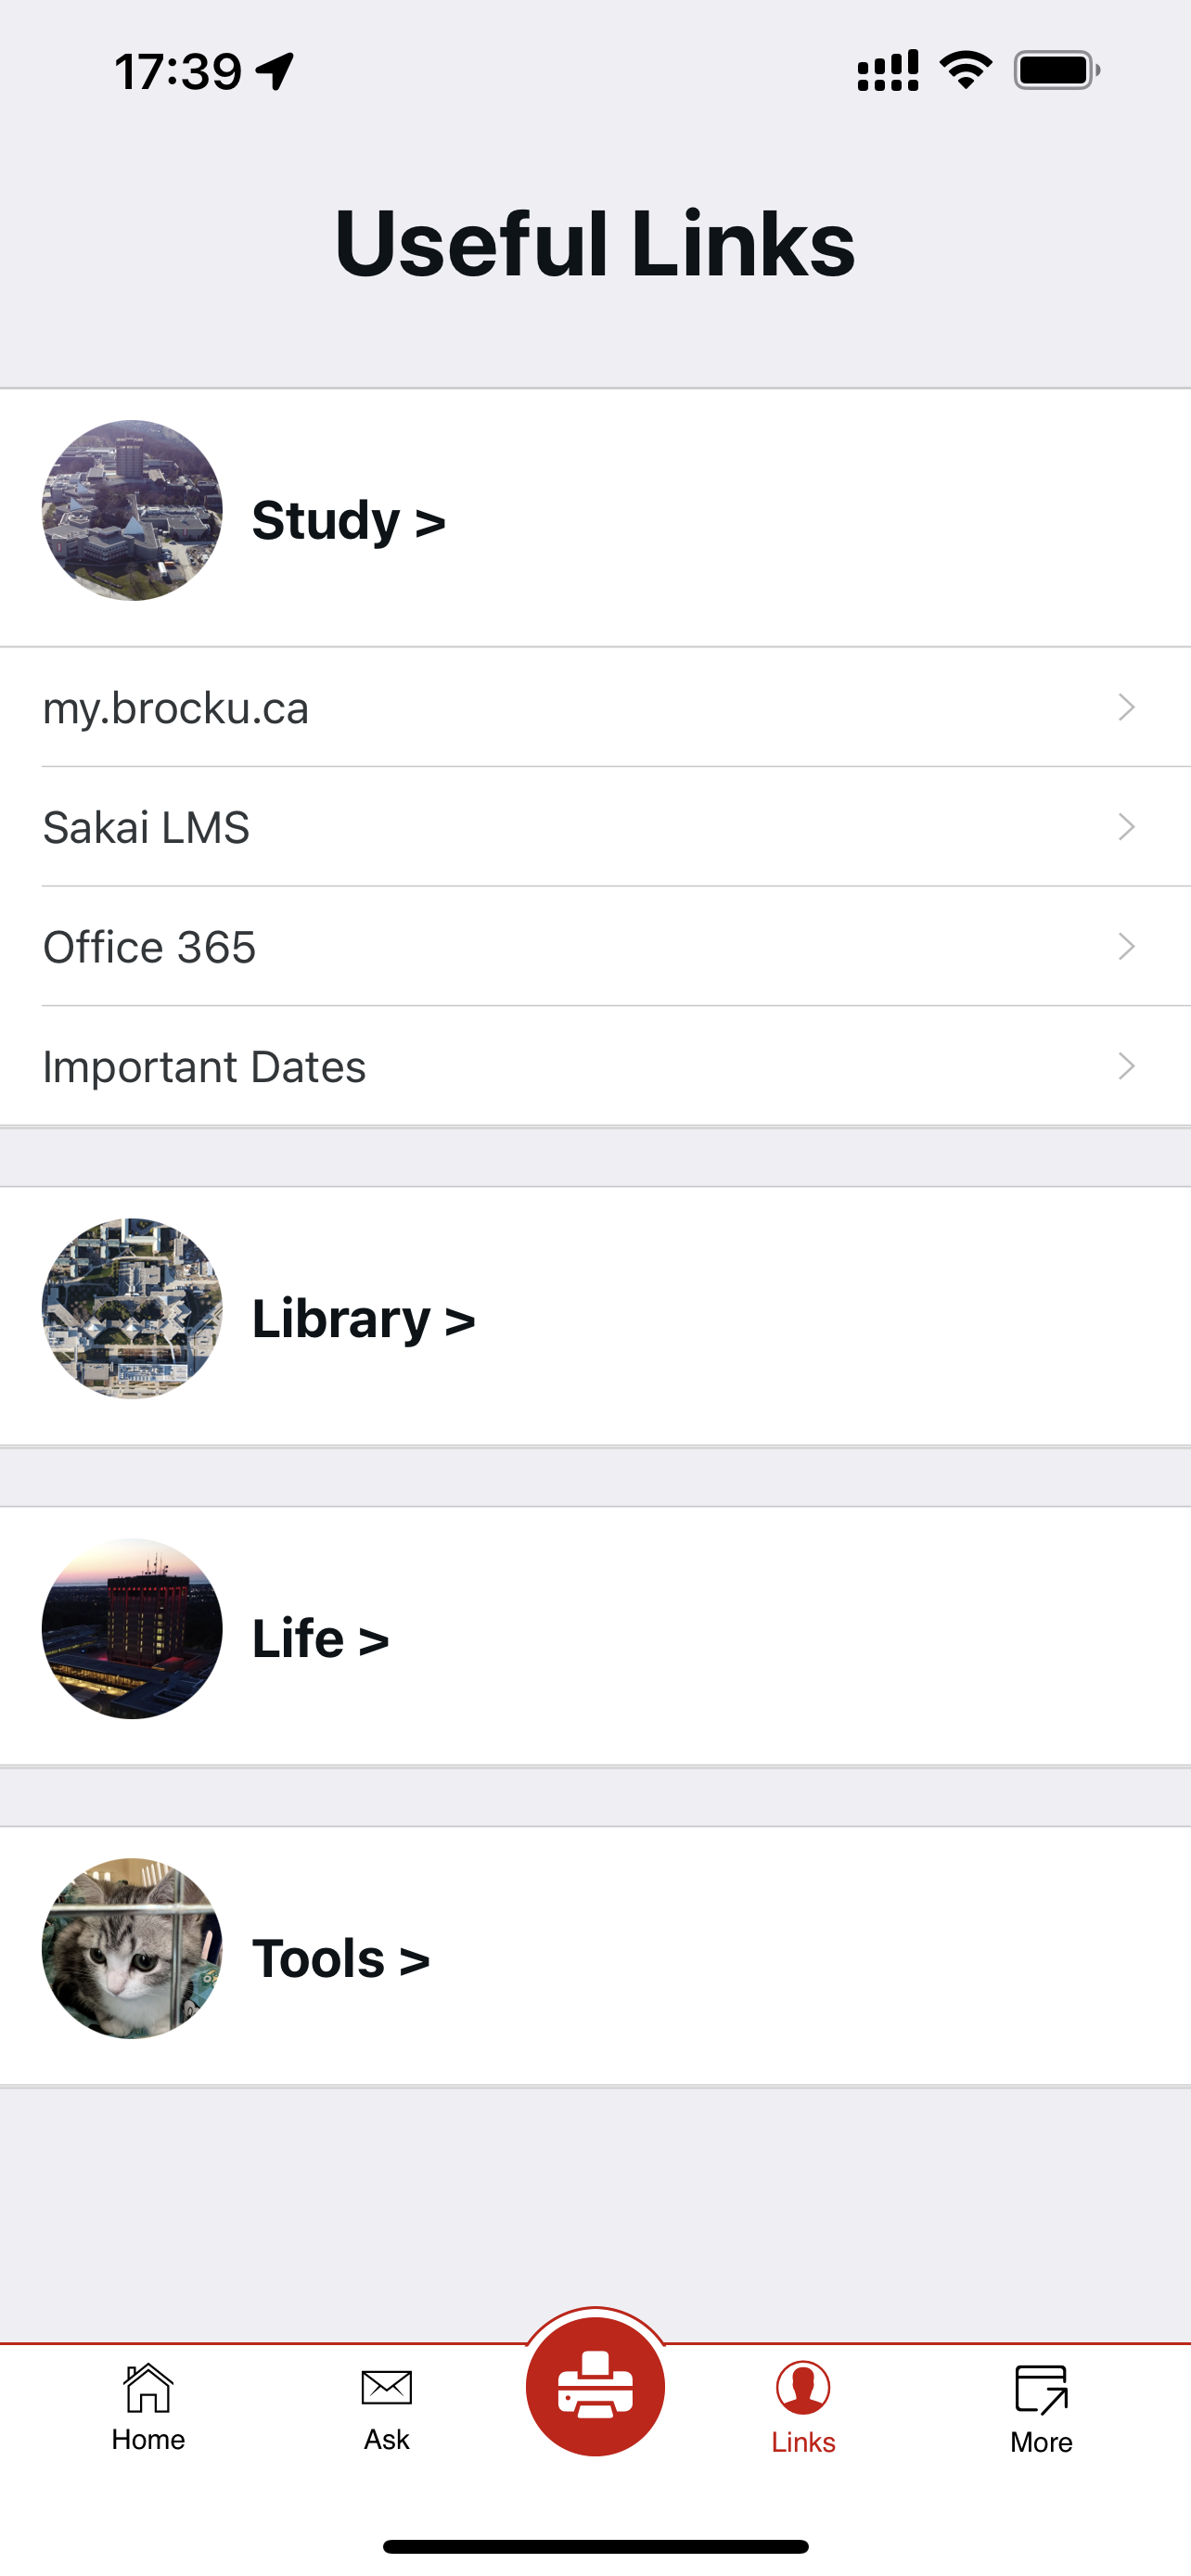 17:39
Useful Links
Study >
my.brocku.ca
Sakai LMS
Office 365
Important Dates
Library >
Life >
Tools >
Home
Ask
Links
More